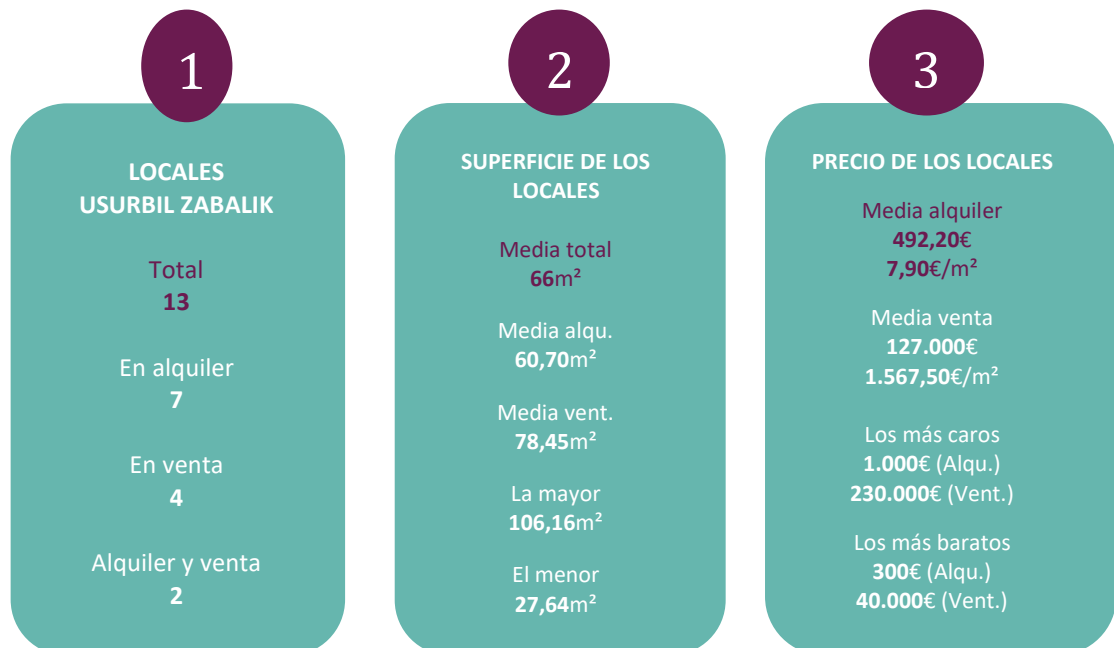 1
LOCALES
USURBIL ZABALIK
Total
13
En alquiler
7
En venta
4
Alquiler y venta
2
2
SUPERFICIE DE LOS
LOCALES
Media total
66m²
Media alqu.
60,70m²
Media vent.
78,45m²
La mayor
106,16m²
El menor
27,64m²
3
PRECIO DE LOS LOCALES
Media alquiler
492,20€
7,90€/m²
Media venta
127.000€
1.567,50€/m²
Los más caros
1.000€ (Alqu.)
230.000€ (Vent.)
Los más baratos
300€ (Alqu.)
40.000€ (Vent.)